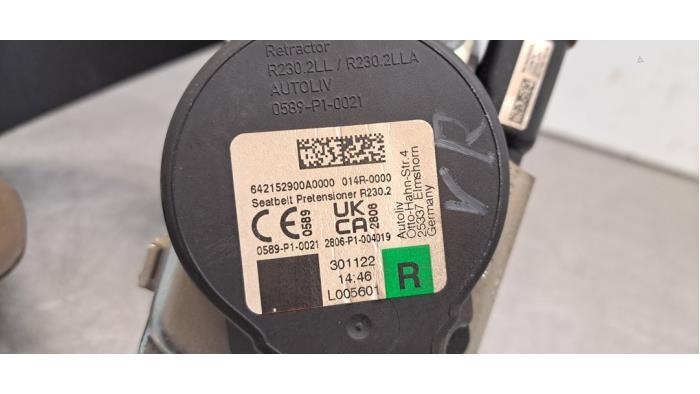 Retractor
R230.2LL / R230.2LLA
AUTOLIV
0589-P1-0021
642152900A0000 014R-0000
Seatbelt Pretensioner R230.2
CE 0589
UK CA 2806
0589-P1-0021 2806-P1-004019
Autoliv
Otto-Hahn-Str.4
25337 Elmshorn
Germany
301122
14:46
L005601
R
VR